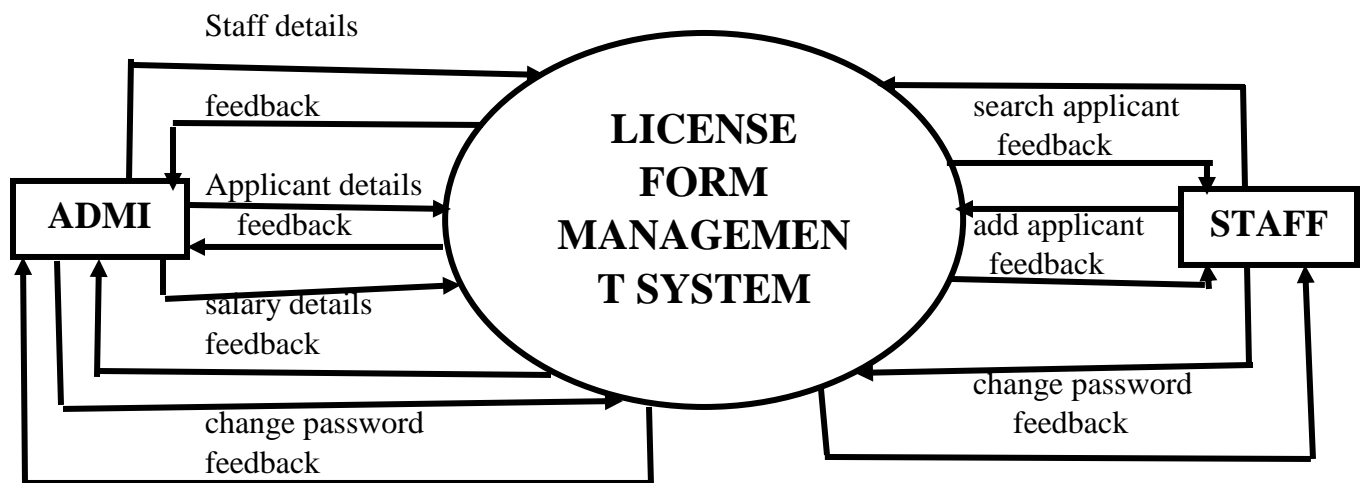 Staff details
feedback
Applicant details
feedback
ADMI
salary details
feedback
change password
feedback
LICENSE
FORM
MANAGEMEN
T SYSTEM
search applicant
feedback
add applicant
feedback
STAFF
change password
feedback